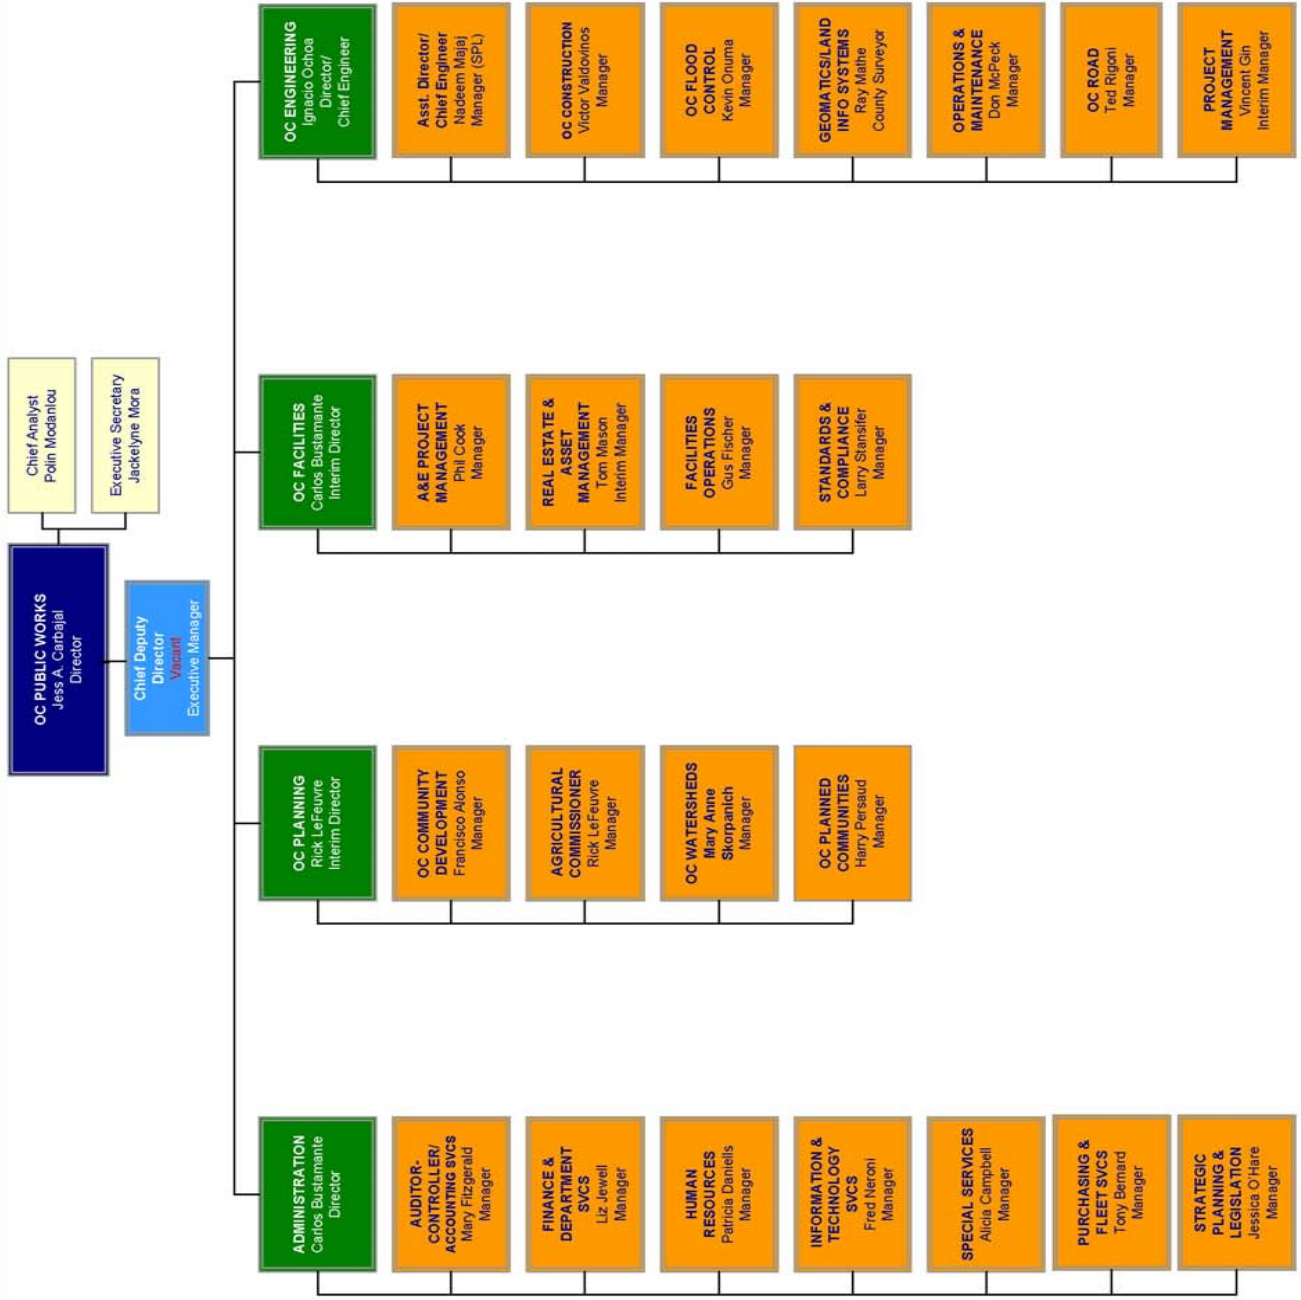 OC PUBLIC WORKS
Jess A. Carbajal
Director
Chief Analyst
Polin Modanlou
Executive Secretary
Jackelyne Mora
Chief Deputy
Director
Vacant
Executive Manager
ADMINISTRATION
Carlos Bustamante
Director
AUDITOR-
CONTROLLER/
ACCOUNTING SVCS
Mary Fitzgerald
Manager
FINANCE &
DEPARTMENT
SVCS
Liz Jewell
Manager
HUMAN
RESOURCES
Patricia Daniells
Manager
INFORMATION &
TECHNOLOGY
SVCS
Fred Neroni
Manager
SPECIAL SERVICES
Alicia Campbell
Manager
PURCHASING &
FLEET SVCS
Tony Bernard
Manager
STRATEGIC
PLANNING &
LEGISLATION
Jessica O'Hare
Manager
OC PLANNING
Rick LeFeuvre
Interim Director
OC COMMUNITY
DEVELOPMENT
Francisco Alonso
Manager
AGRICULTURAL
COMMISSIONER
Rick LeFeuvre
Manager
OC WATERSHEDS
Mary Anne
Skorpanich
Manager
OC PLANNED
COMMUNITIES
Harry Persaud
Manager
OC FACILITIES
Carlos Bustamante
Interim Director
A&E PROJECT
MANAGEMENT
Phil Cook
Manager
REAL ESTATE &
ASSET
MANAGEMENT
Tom Mason
Interim Manager
FACILITIES
OPERATIONS
Gus Fischer
Manager
STANDARDS &
COMPLIANCE
Larry Stansifer
Manager
OC ENGINEERING
Ignacio Ochoa
Director/
Chief Engineer
Asst. Director/
Chief Engineer
Nadeem Majaj
Manager (SPL)
OC CONSTRUCTION
Victor Valdovinos
Manager
OC FLOOD
CONTROL
Kevin Onuma
Manager
GEOMATICS/LAND
INFO SYSTEMS
Ray Mathe
County Surveyor
OPERATIONS &
MAINTENANCE
Don McPeck
Manager
OC ROAD
Ted Rigoni
Manager
PROJECT
MANAGEMENT
Vincent Gin
Interim Manager